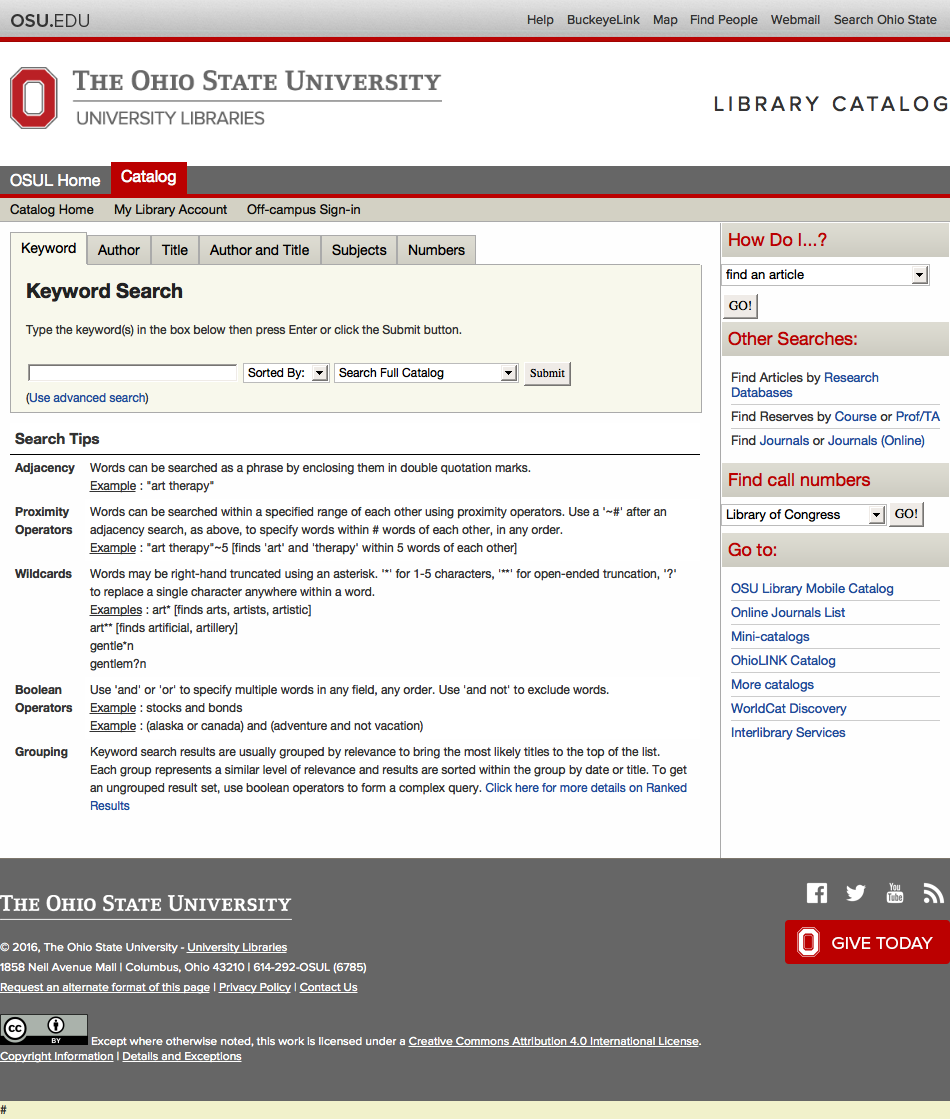 OSU.EDU
Help BuckeyeLink Map Find People Webmail Search Ohio State
THE OHIO STATE UNIVERSITY
UNIVERSITY LIBRARIES
LIBRARY CATALOG
OSUL Home Catalog
Catalog Home My Library Account Off-campus Sign-in
Keyword Author Title Author and Title Subjects Numbers
Keyword Search
Type the keyword(s) in the box below then press Enter or click the Submit button.
Sorted By: Search Full Catalog Submit
(Use advanced search)
Search Tips
Adjacency Words can be searched as a phrase by enclosing them in double quotation marks.
Example : "art therapy"
Proximity Words can be searched within a specified range of each other using proximity operators. Use a '~#' after an
Operators adjacency search, as above, to specify words within # words of each other, in any order.
Example : "art therapy"~5 [finds 'art' and 'therapy' within 5 words of each other]
Wildcards Words may be right-hand truncated using an asterisk. '*' for 1-5 characters, '**' for open-ended truncation, '?'
to replace a single character anywhere within a word.
Examples : art* [finds arts, artists, artistic]
art** [finds artificial, artillery]
gentle*n
gentlem?n
Boolean Use 'and' or 'or' to specify multiple words in any field, any order. Use 'and not' to exclude words.
Operators Example : stocks and bonds
Example : (alaska or canada) and (adventure and not vacation)
Grouping Keyword search results are usually grouped by relevance to bring the most likely titles to the top of the list.
Each group represents a similar level of relevance and results are sorted within the group by date or title. To get
an ungrouped result set, use boolean operators to form a complex query. Click here for more details on Ranked
Results
How Do I...?
find an article
GO!
Other Searches:
Find Articles by Research
Databases
Find Reserves by Course or Prof/TA
Find Journals or Journals (Online)
Find call numbers
Library of Congress GO!
Go to:
OSU Library Mobile Catalog
Online Journals List
Mini-catalogs
OhioLINK Catalog
More catalogs
WorldCat Discovery
Interlibrary Services
THE OHIO STATE UNIVERSITY
© 2016, The Ohio State University - University Libraries
1858 Neil Avenue Mall | Columbus, Ohio 43210 | 614-292-OSUL (6785)
Request an alternate format of this page | Privacy Policy | Contact Us
You Tube
GIVE TODAY
cc BY Except where otherwise noted, this work is licensed under a Creative Commons Attribution 4.0 International License.
Copyright Information | Details and Exceptions
#